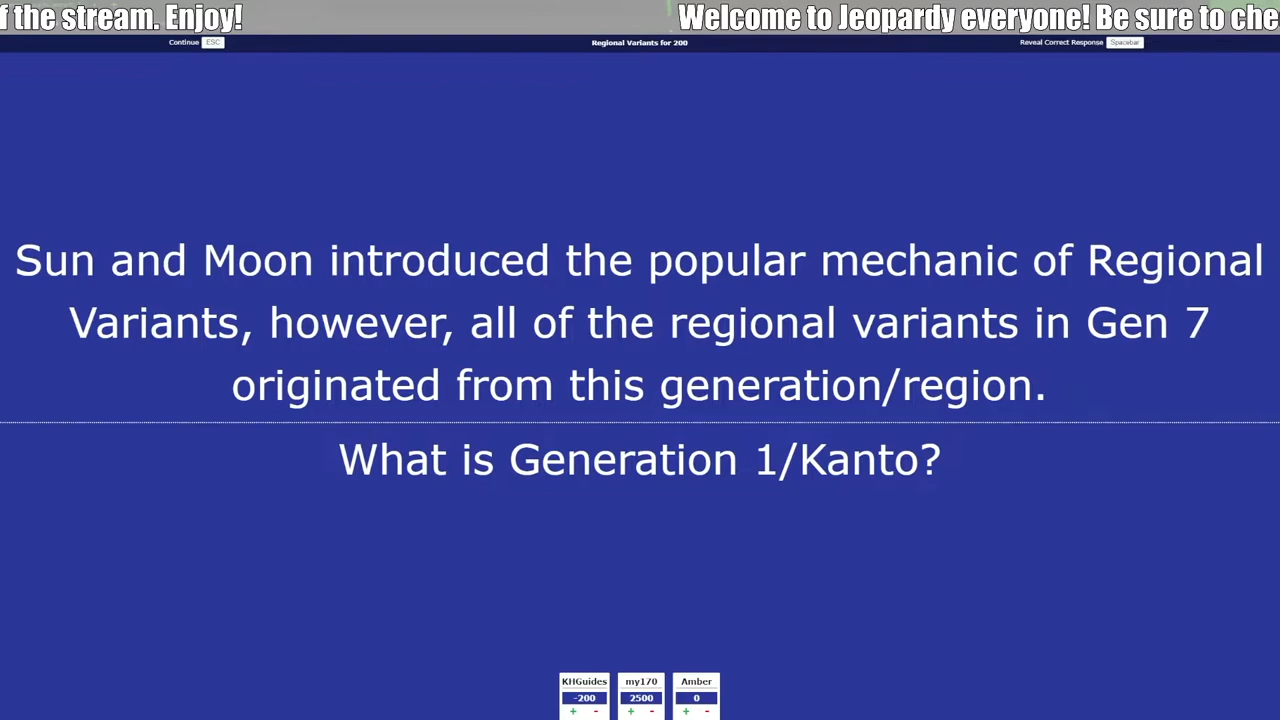 f the stream. Enjoy! Welcome to Jeopardy everyone! Be sure to che
Continue ESC Regional Variants for 200 Reveal Correct Response Spacebar
Sun and Moon introduced the popular mechanic of Regional
Variants, however, all of the regional variants in Gen 7
originated from this generation/region.
What is Generation 1/Kanto?
KHGuides my170 Amber
-200 2500 0
+ - + - + -